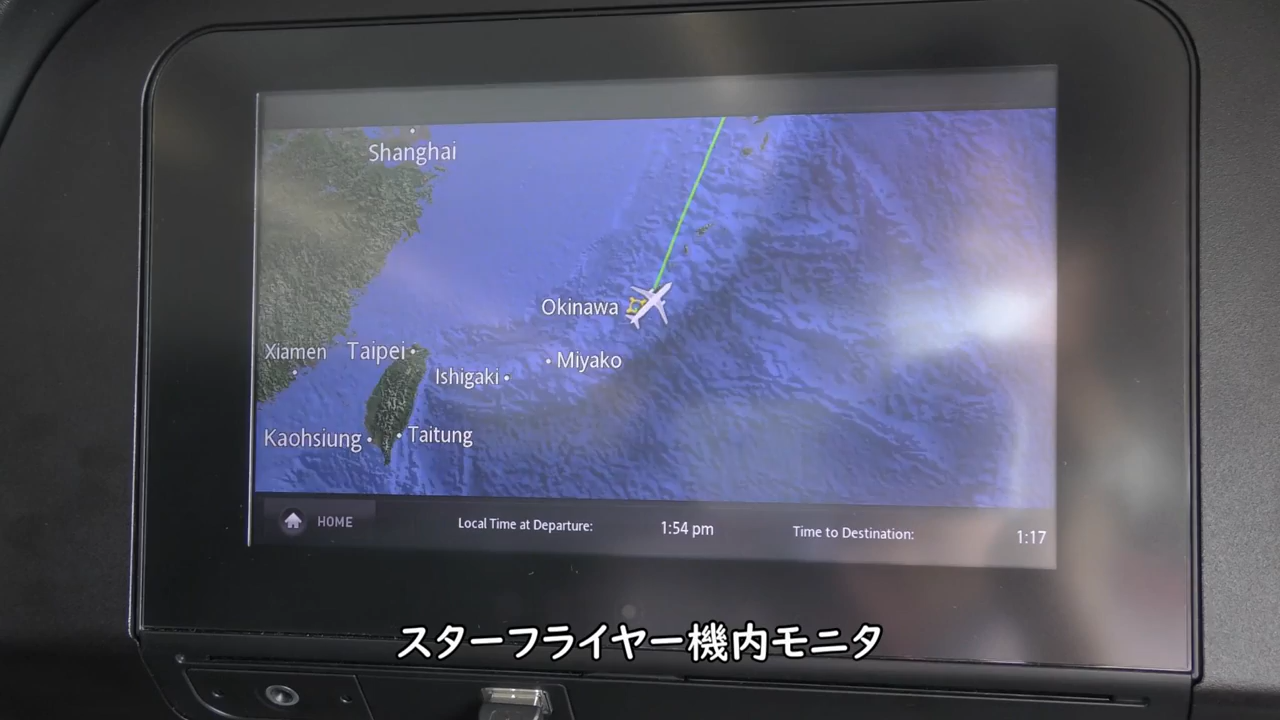 Shanghai
Okinawa
Xiamen
Taipei
Miyako
Ishigaki
Kaohsiung
Taitung
HOME
Local Time at Departure:
1:54 pm
Time to Destination:
1:17
スターフライヤー機内モニタ